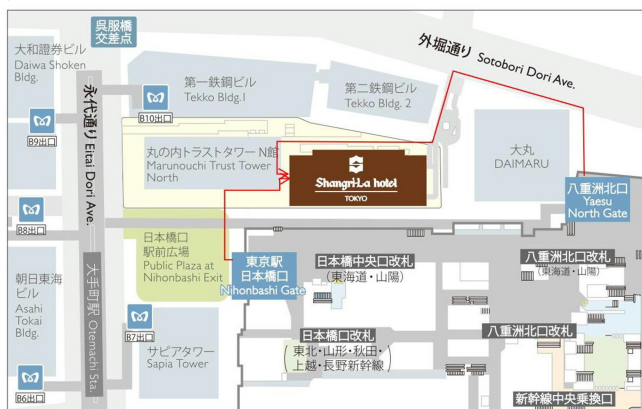 呉服橋
交差点
外堀通り Sotobori Dori Ave.
大和證券ビル
Daiwa Shoken
Bldg.
第一鉄鋼ビル
Tekko Bldg.1
第二鉄鋼ビル
Tekko Bldg. 2
永代通り Eitai Dori Ave.
B10出口
B9出口
丸の内トラストタワー N館
Marunouchi Trust Tower
North
Shangri-La hotel
TOKYO
大丸
DAIMARU
八重洲北口
Yaesu
North Gate
B8出口
日本橋口
駅前広場
Public Plaza at
Nihonbashi Exit
東京駅
日本橋口
Nihonbashi Gate
日本橋中央口改札
(東海道・山陽)
八重洲北口改札
(東海道・山陽)
朝日東海
ビル
Asahi
Tokai
Bldg.
大手町駅 Otemachi Sta.
B7出口
サピアタワー
Sapia Tower
日本橋口改札
(東北・山形・秋田・
上越・長野新幹線)
八重洲北口改札
B6出口
新幹線中央乗換口